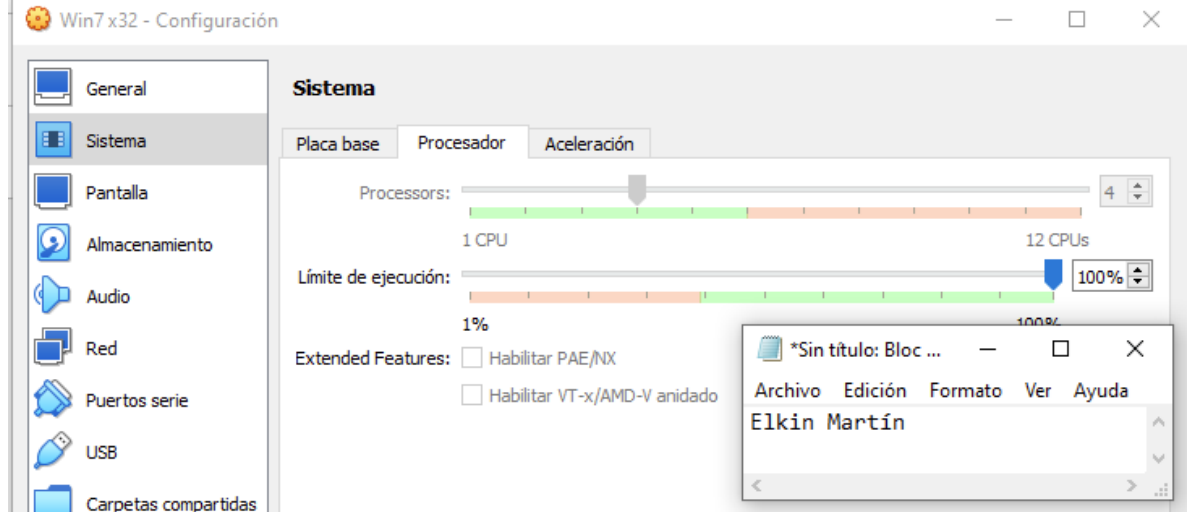 Win7 x32 - Configuración
General
Sistema
Pantalla
Almacenamiento
Audio
Red
Puertos serie
USB
Carpetas compartidas
Sistema
Placa base Procesador Aceleración
Processors: 4
1 CPU 12 CPUs
Límite de ejecución: 100%
1% 100%
Extended Features: Habilitar PAE/NX
Habilitar VT-x/AMD-V anidado
*Sin título: Bloc ...
Archivo Edición Formato Ver Ayuda
Elkin Martín